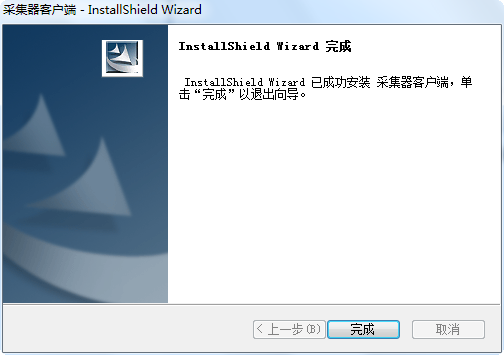 采集器客户端 - InstallShield Wizard
InstallShield Wizard 完成
InstallShield Wizard 已成功安装 采集器客户端，单
击“完成”以退出向导。
< 上一步(B)
完成
取消